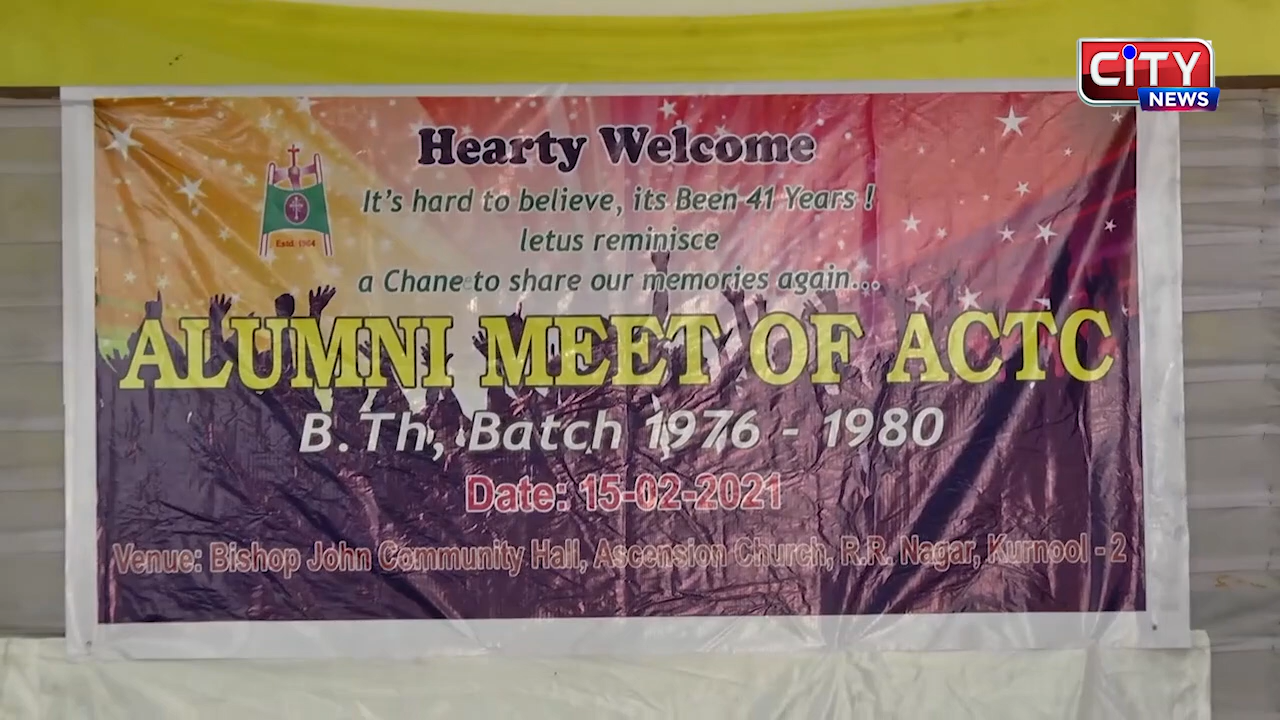 CiTY
NEWS
Hearty Welcome
It's hard to believe, its Been 41 Years !
letus reminisce
a Chane to share our memories again...
Estd. 1964
ALUMNI MEET OF ACTC
B.Th, Batch 1976 - 1980
Date: 15-02-2021
Venue: Bishop John Community Hall, Ascension Church, R.R. Nagar, Kurnool - 2